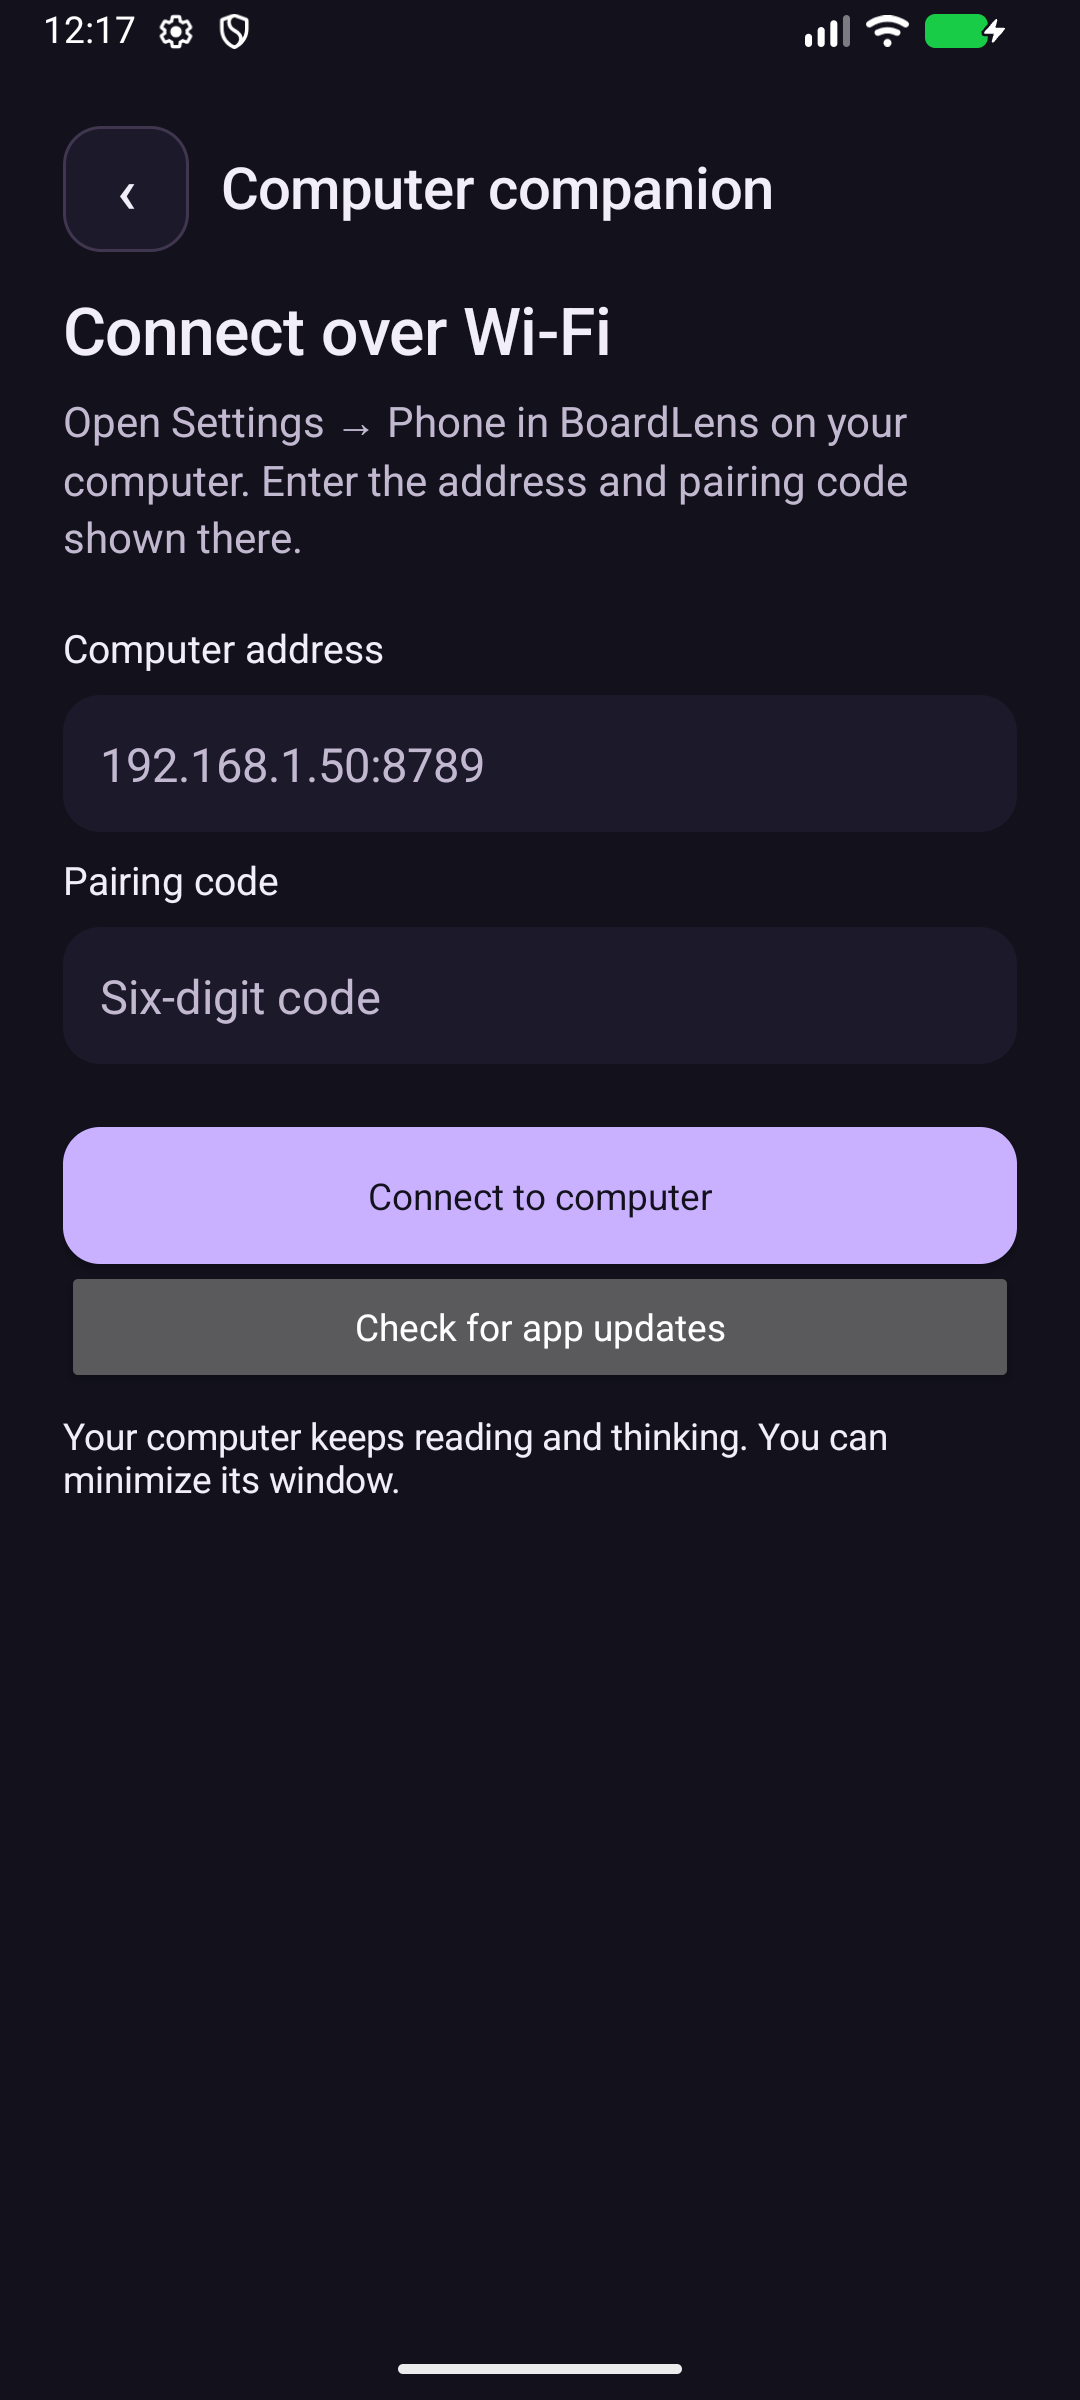 12:17
‹ Computer companion
Connect over Wi-Fi
Open Settings → Phone in BoardLens on your
computer. Enter the address and pairing code
shown there.
Computer address
192.168.1.50:8789
Pairing code
Six-digit code
Connect to computer
Check for app updates
Your computer keeps reading and thinking. You can
minimize its window.